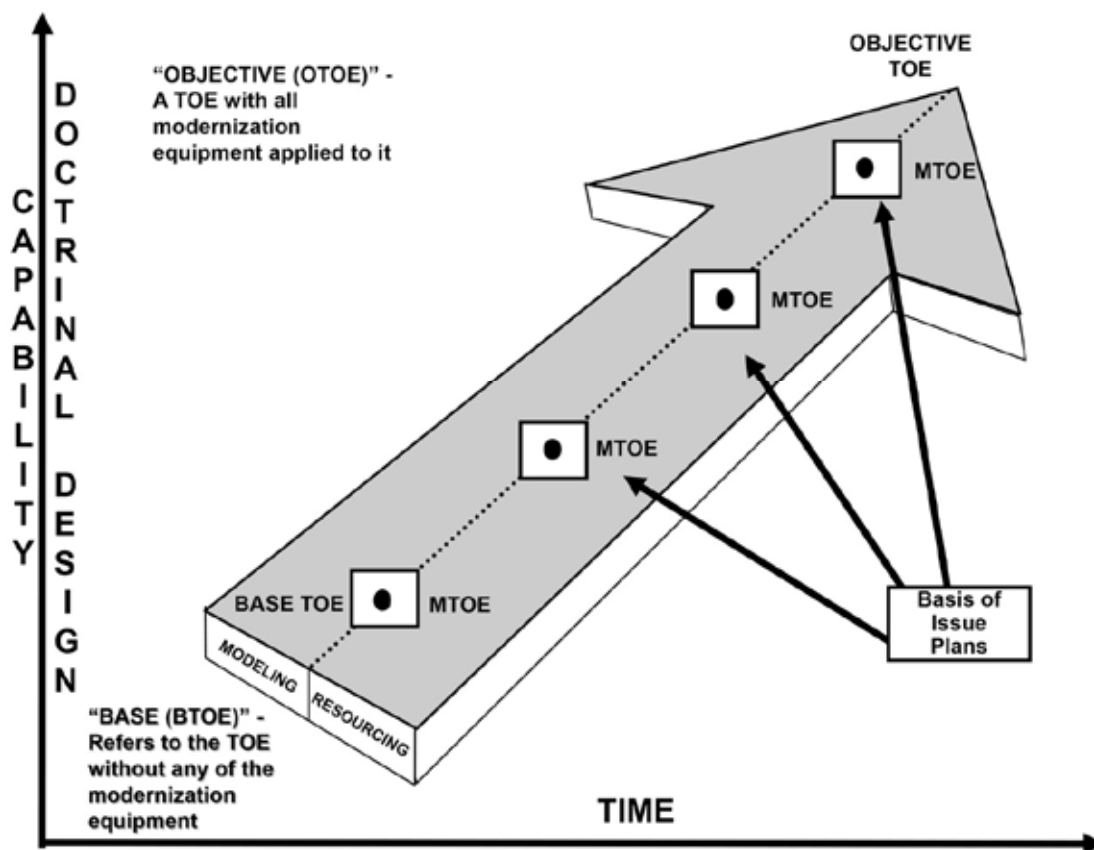 CAPABILITY
DOCTRINAL DESIGN
“OBJECTIVE (OTOE)” -
A TOE with all
modernization
equipment applied to it
OBJECTIVE
TOE
MTOE
MTOE
MTOE
BASE TOE
MTOE
MODELING
RESOURCING
Basis of
Issue
Plans
“BASE (BTOE)” -
Refers to the TOE
without any of the
modernization
equipment
TIME